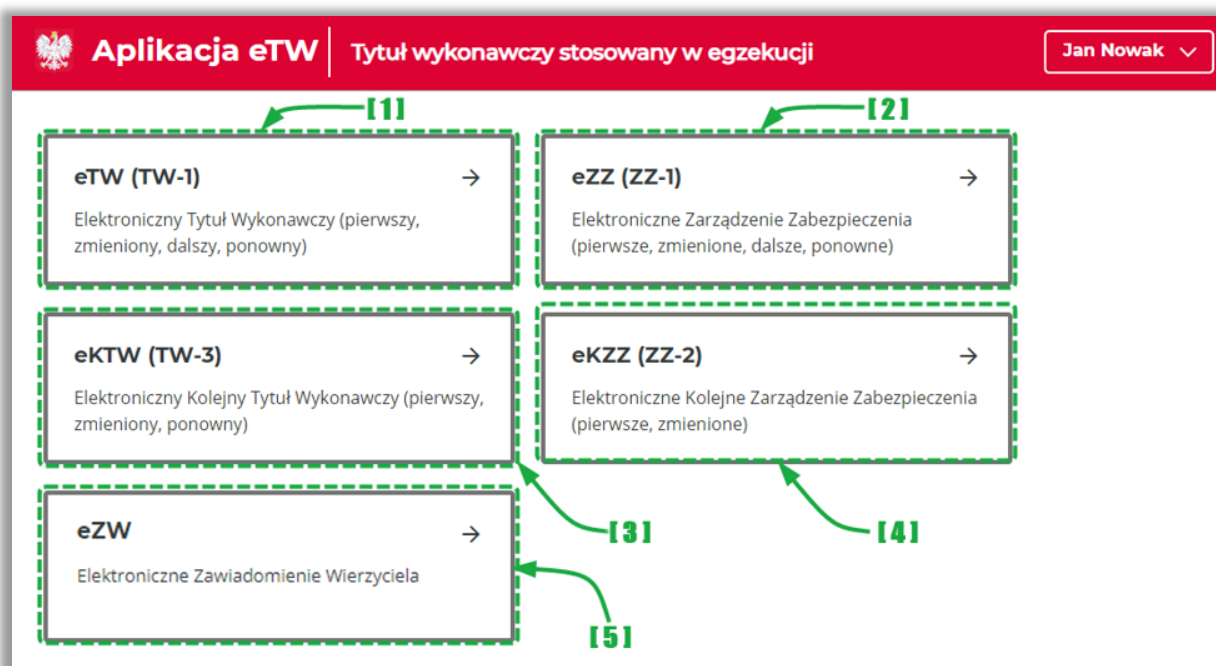 Aplikacja eTW
Tytuł wykonawczy stosowany w egzekucji
Jan Nowak
[1]
[2]
eTW (TW-1)
Elektroniczny Tytuł Wykonawczy (pierwszy,
zmieniony, dalszy, ponowny)
eZZ (ZZ-1)
Elektroniczne Zarządzenie Zabezpieczenia
(pierwsze, zmienione, dalsze, ponowne)
eKTW (TW-3)
Elektroniczny Kolejny Tytuł Wykonawczy (pierwszy,
zmieniony, ponowny)
eKZZ (ZZ-2)
Elektroniczne Kolejne Zarządzenie Zabezpieczenia
(pierwsze, zmienione)
[3]
[4]
eZW
Elektroniczne Zawiadomienie Wierzyciela
[5]